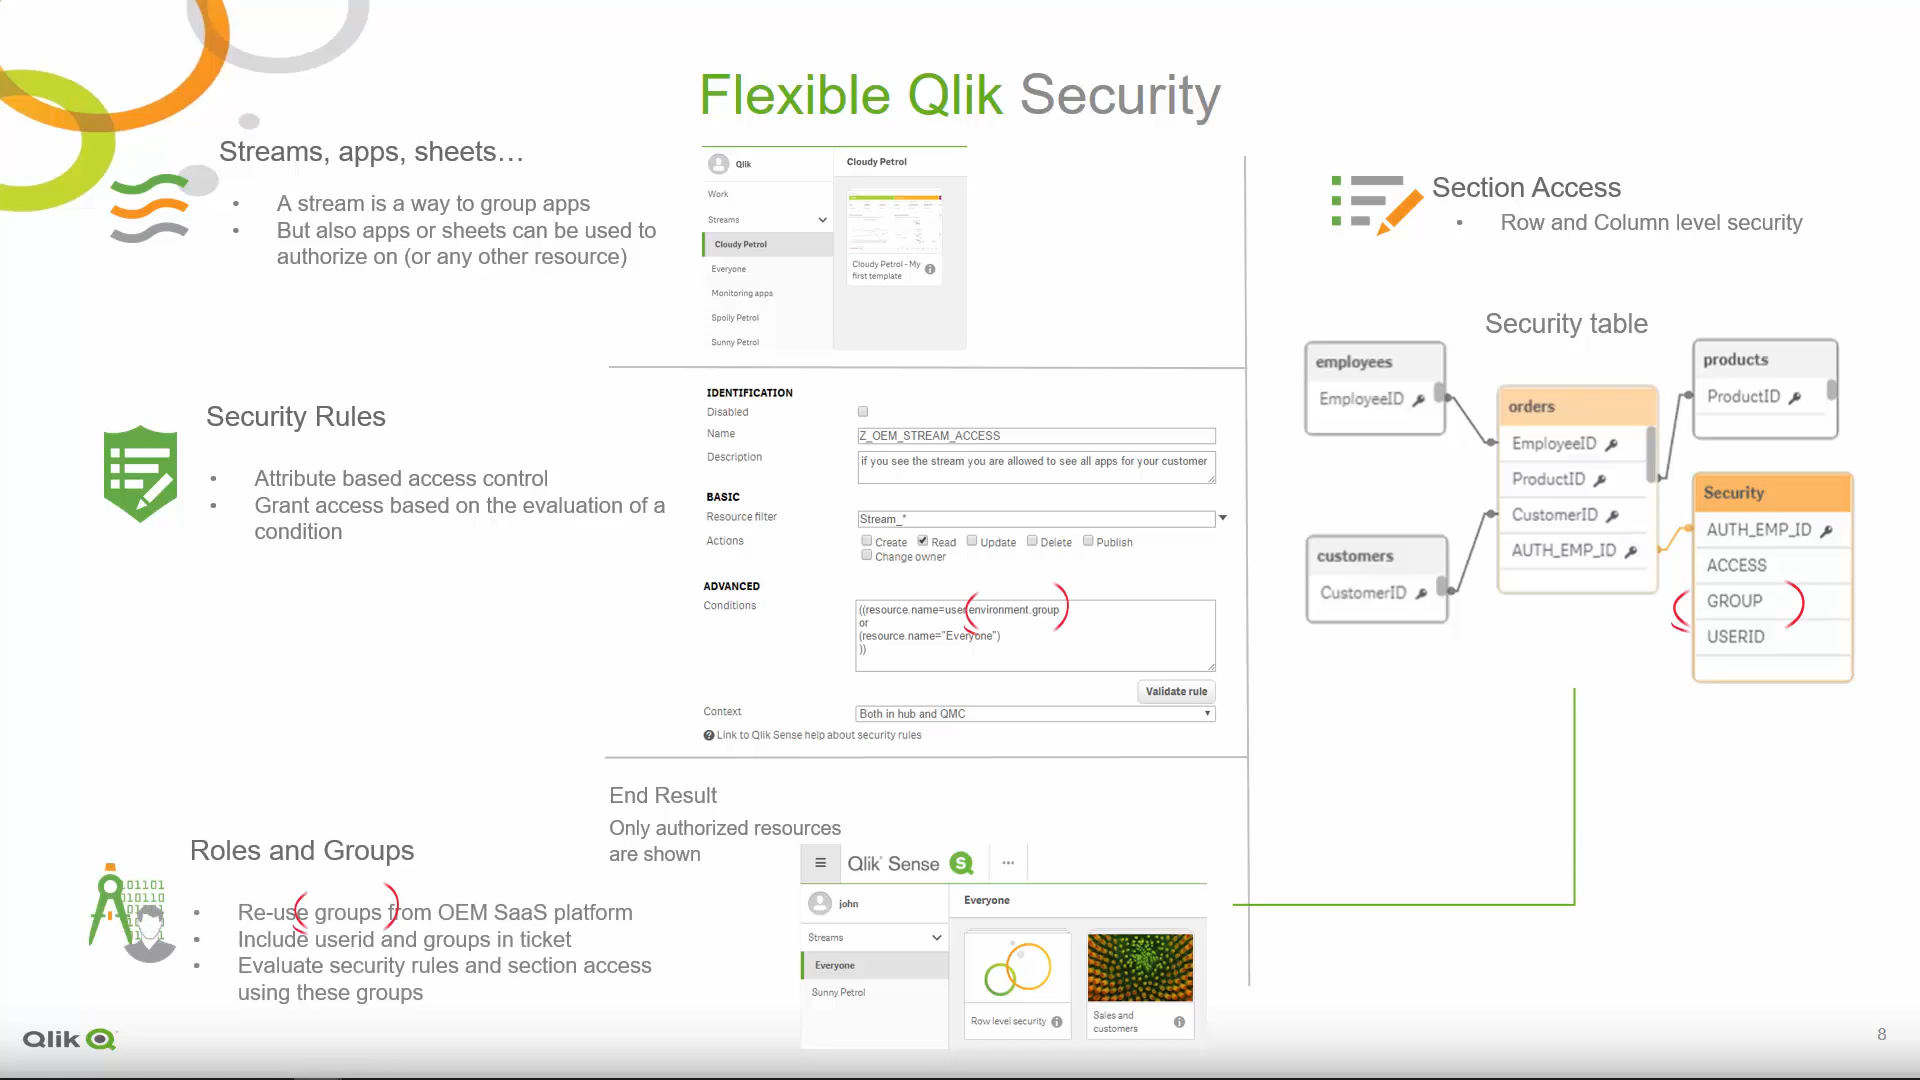 Flexible Qlik Security
Streams, apps, sheets…
• A stream is a way to group apps
• But also apps or sheets can be used to
authorize on (or any other resource)
Qlik
Cloudy Petrol
Work
Streams
Cloudy Petrol
Everyone
Monitoring apps
Spoily Petrol
Sunny Petrol
Cloudy Petrol - My
first template
Section Access
• Row and Column level security
Security table
employees
EmployeeID
customers
CustomerID
orders
EmployeeID
ProductID
CustomerID
AUTH_EMP_ID
products
ProductID
Security
AUTH_EMP_ID
ACCESS
GROUP
USERID
Security Rules
• Attribute based access control
• Grant access based on the evaluation of a
condition
IDENTIFICATION
Disabled
Name
Z_OEM_STREAM_ACCESS
Description
if you see the stream you are allowed to see all apps for your customer
BASIC
Resource filter
Stream_*
Actions
Create Read Update Delete Publish
Change owner
ADVANCED
Conditions
((resource.name=user.environment.group
or
(resource.name="Everyone")
))
Validate rule
Context
Both in hub and QMC
Link to Qlik Sense help about security rules
End Result
Only authorized resources
are shown
Roles and Groups
• Re-use groups from OEM SaaS platform
• Include userid and groups in ticket
• Evaluate security rules and section access
using these groups
Qlik Sense
john
Everyone
Streams
Everyone
Sunny Petrol
Row level security
Sales and
customers
Qlik
8